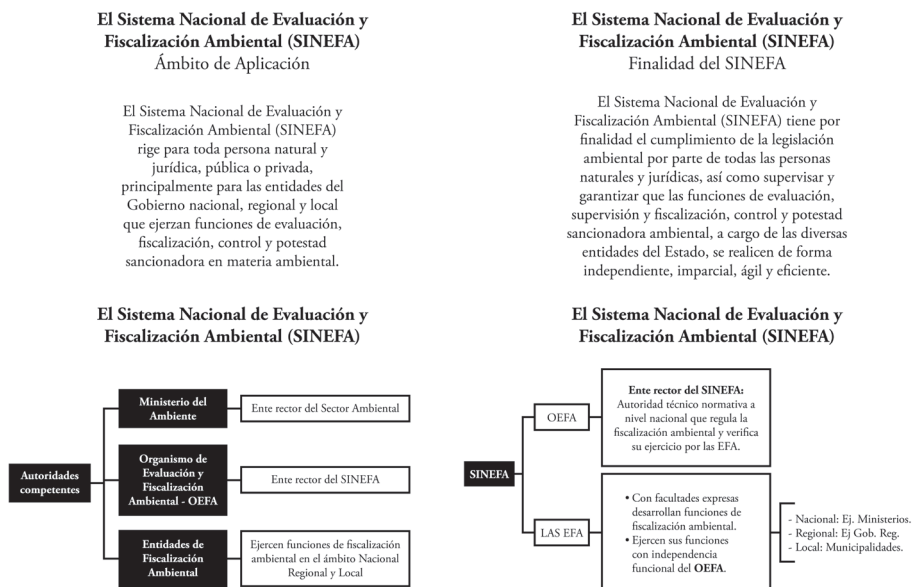 El Sistema Nacional de Evaluación y
Fiscalización Ambiental (SINEFA)
Ámbito de Aplicación
El Sistema Nacional de Evaluación y
Fiscalización Ambiental (SINEFA)
rige para toda persona natural y
jurídica, pública o privada,
principalmente para las entidades del
Gobierno nacional, regional y local
que ejerzan funciones de evaluación,
fiscalización, control y potestad
sancionadora en materia ambiental.
El Sistema Nacional de Evaluación y
Fiscalización Ambiental (SINEFA)
Finalidad del SINEFA
El Sistema Nacional de Evaluación y
Fiscalización Ambiental (SINEFA) tiene por
finalidad el cumplimiento de la legislación
ambiental por parte de todas las personas
naturales y jurídicas, así como supervisar y
garantizar que las funciones de evaluación,
supervisión y fiscalización, control y potestad
sancionadora ambiental, a cargo de las diversas
entidades del Estado, se realicen de forma
independiente, imparcial, ágil y eficiente.
El Sistema Nacional de Evaluación y
Fiscalización Ambiental (SINEFA)
Autoridades
competentes
Ministerio del
Ambiente
Ente rector del Sector Ambiental
Organismo de
Evaluación y
Fiscalización
Ambiental - OEFA
Ente rector del SINEFA
Entidades de
Fiscalización
Ambiental
Ejercen funciones de fiscalización
ambiental en el ámbito Nacional
Regional y Local
El Sistema Nacional de Evaluación y
Fiscalización Ambiental (SINEFA)
SINEFA
OEFA
Ente rector del SINEFA:
Autoridad técnico normativa a
nivel nacional que regula la
fiscalización ambiental y verifica
su ejercicio por las EFA.
LAS EFA
• Con facultades expresas
desarrollan funciones de
fiscalización ambiental.
• Ejercen sus funciones
con independencia
funcional del OEFA.
- Nacional: Ej. Ministerios.
- Regional: Ej Gob. Reg.
- Local: Municipalidades.